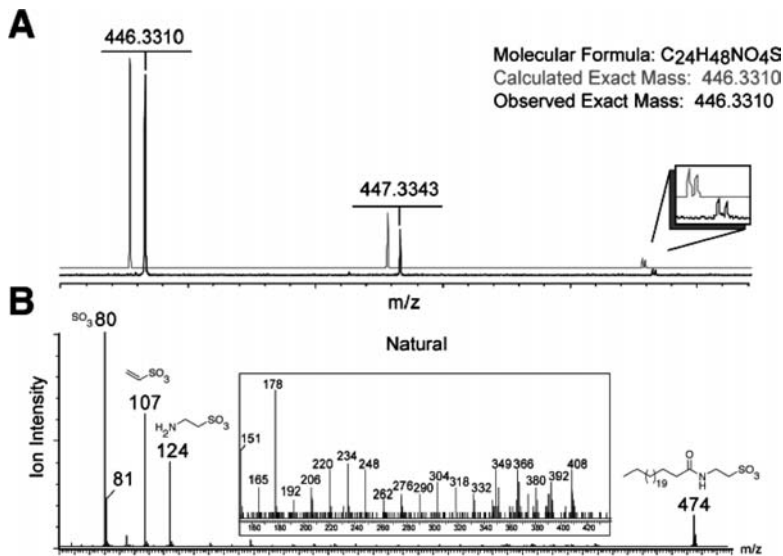 A
446.3310
Molecular Formula: C24H48NO4S
Calculated Exact Mass: 446.3310
Observed Exact Mass: 446.3310
447.3343
m/z
B
Natural
Ion Intensity
SO3 80
81
SO3
107
H2N SO3
124
151
165
178
192
206
220
234
248
262
276
290
304
318
332
349
366
380
392
408
160 180 200 220 240 260 280 300 320 340 360 380 400 420
O
( )19 N H SO3
474
m/z